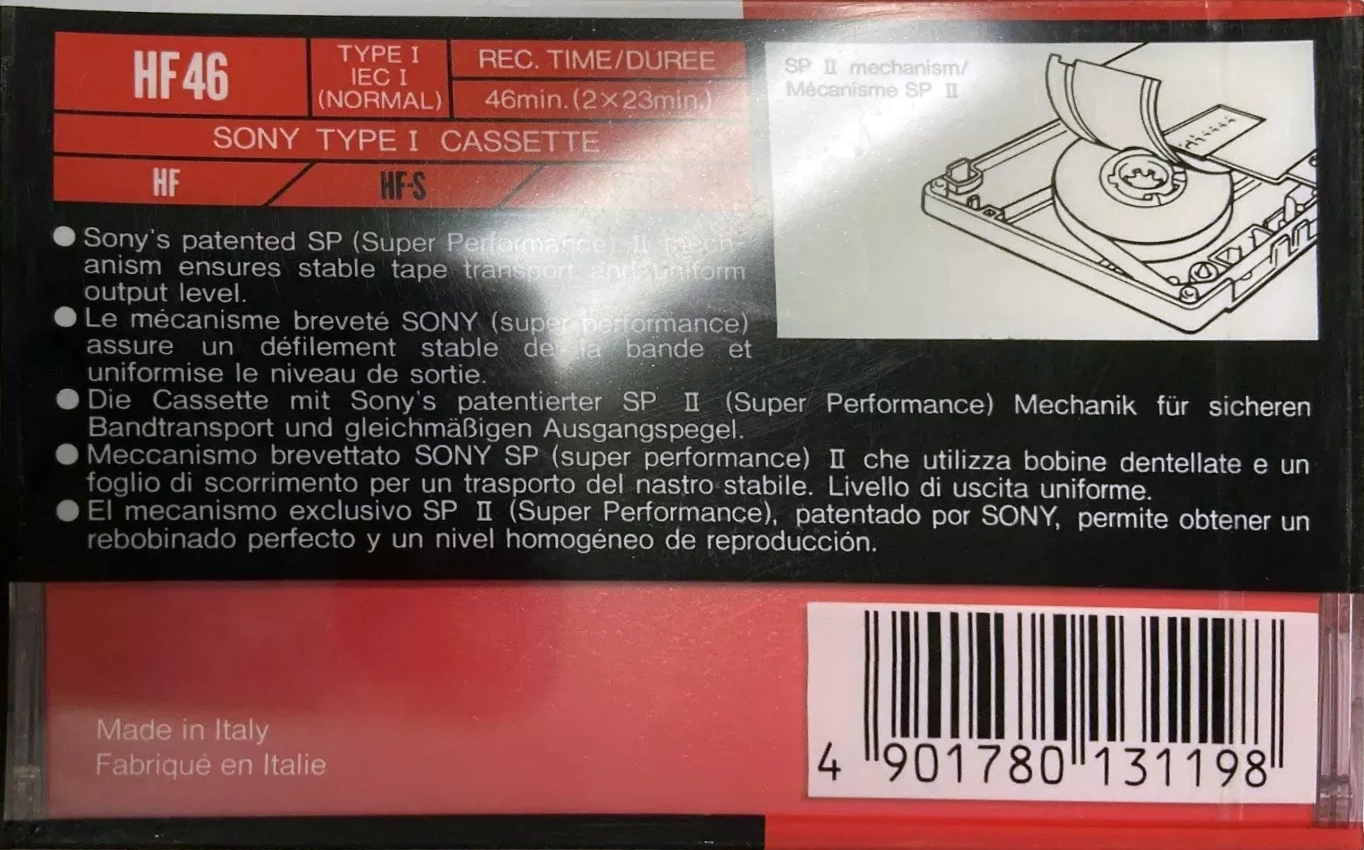 HF 46
TYPE I
IEC I
(NORMAL)
REC. TIME/DUREE
46min. (2×23min.)
SONY TYPE I CASSETTE
HF
HF-S
SP II mechanism/
Mécanisme SP II
● Sony's patented SP (Super Performance) II mech-
anism ensures stable tape transport and uniform
output level.
● Le mécanisme breveté SONY (super performance)
assure un défilement stable de la bande et
uniformise le niveau de sortie.
● Die Cassette mit Sony's patentierter SP II (Super Performance) Mechanik für sicheren
Bandtransport und gleichmäßigen Ausgangspegel.
● Meccanismo brevettato SONY SP (super performance) II che utilizza bobine dentellate e un
foglio di scorrimento per un trasporto del nastro stabile. Livello di uscita uniforme.
● El mecanismo exclusivo SP II (Super Performance), patentado por SONY, permite obtener un
rebobinado perfecto y un nivel homogéneo de reproducción.
Made in Italy
Fabriqué en Italie
4 901780 131198